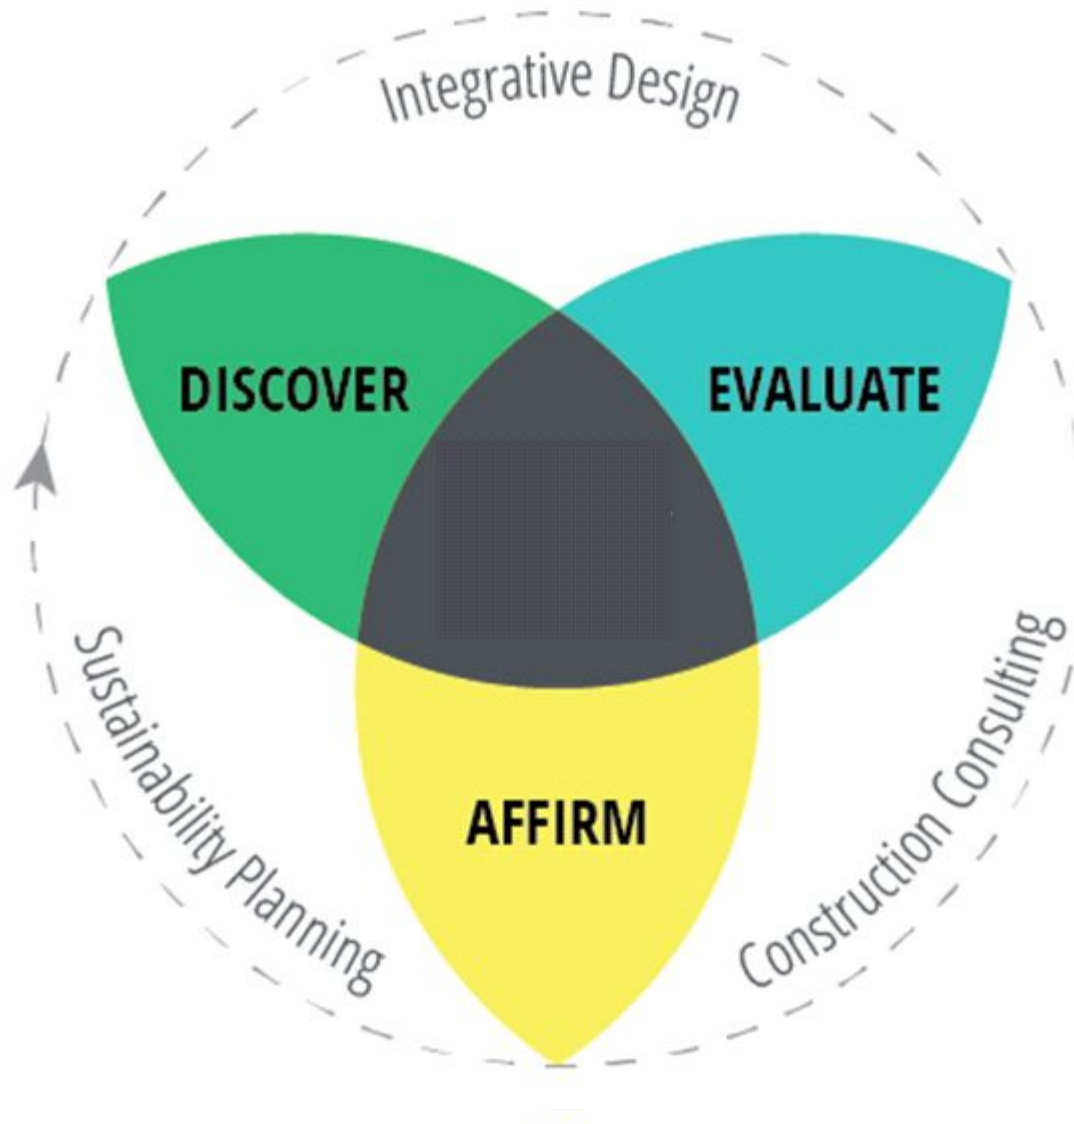 Integrative Design
DISCOVER
EVALUATE
Sustainability Planning
Construction Consulting
AFFIRM